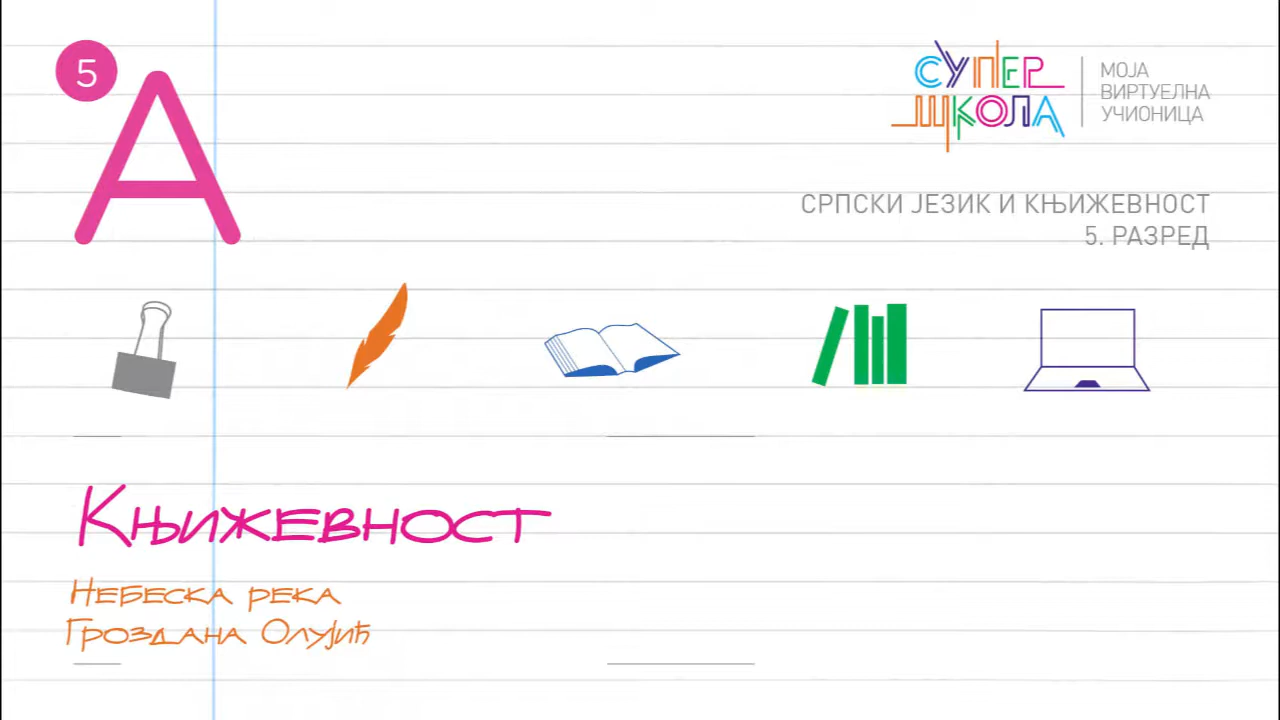 5
А
СУПЕР
ШКОЛА
МОЈА
ВИРТУЕЛНА
УЧИОНИЦА
СРПСКИ ЈЕЗИК И КЊИЖЕВНОСТ
5. РАЗРЕД
Књижевност
Небеска река
Гроздана Олујић